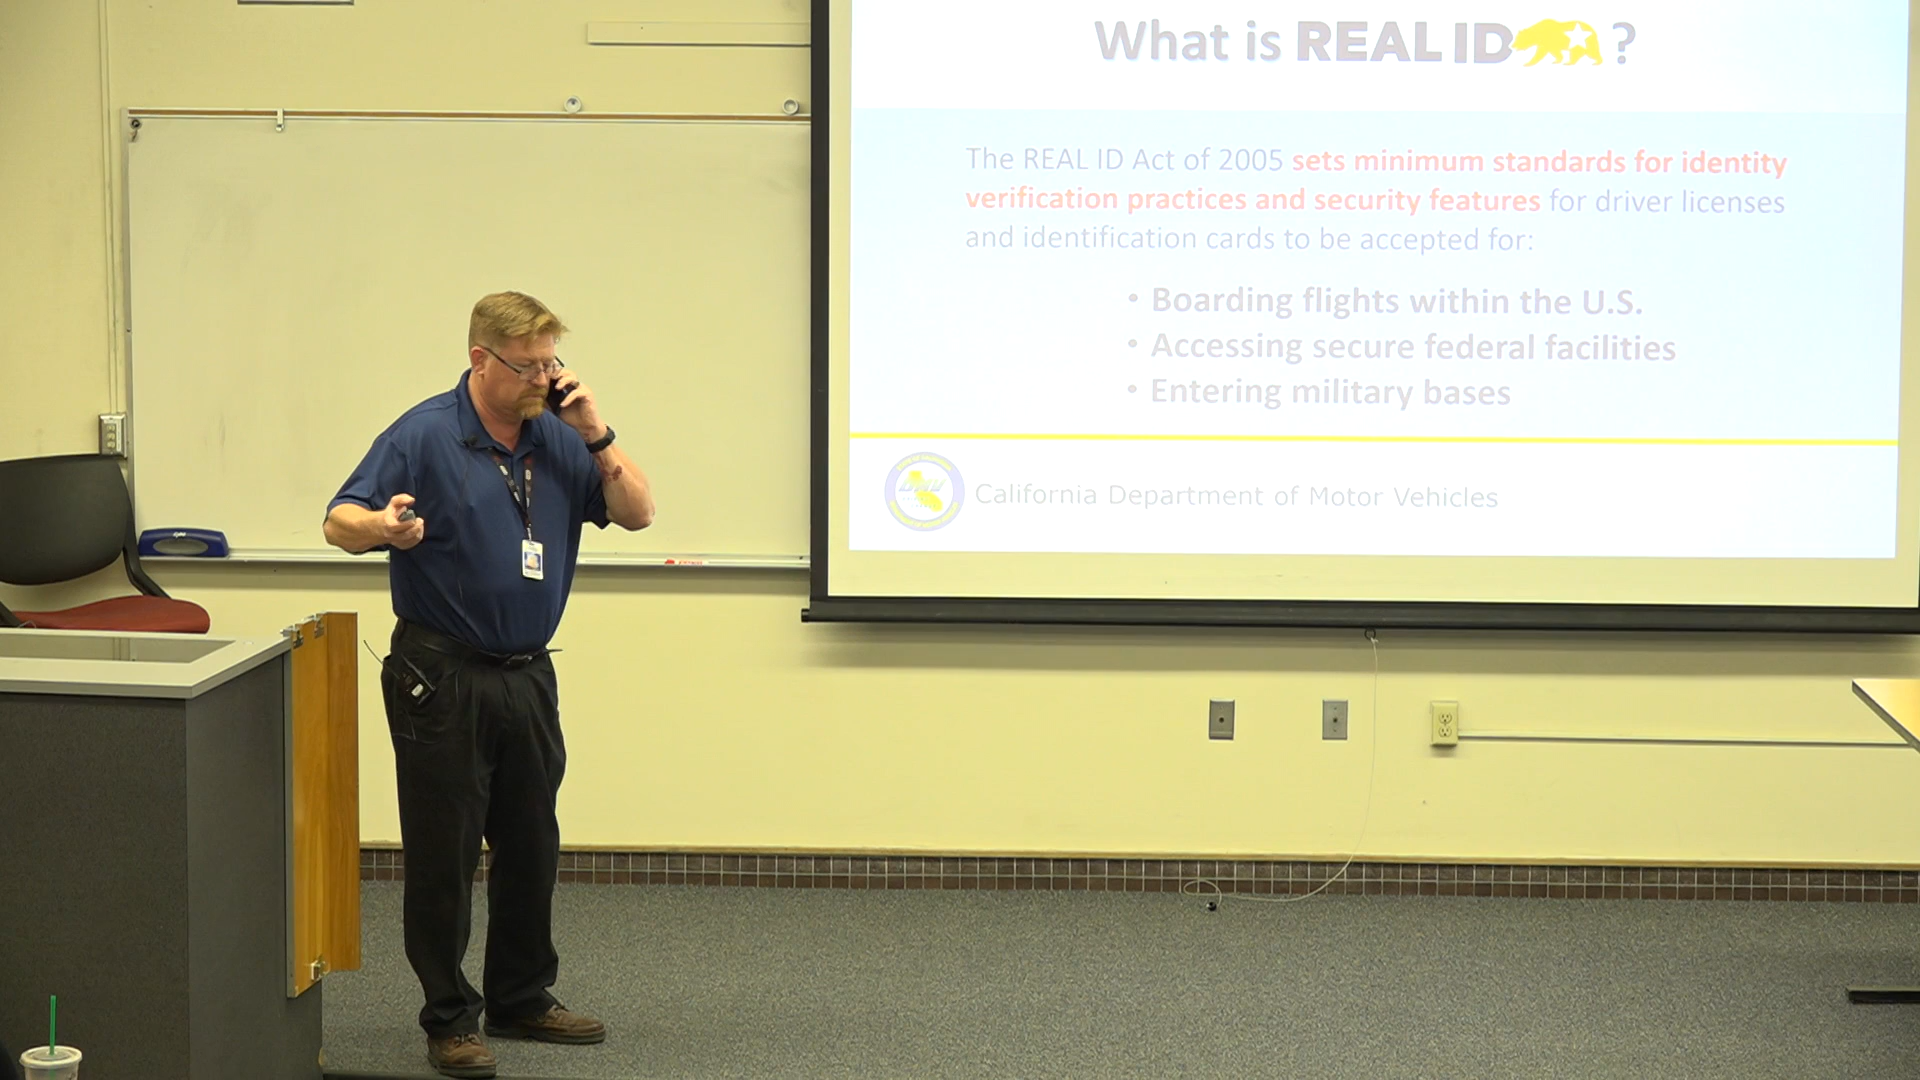 What is REAL ID ?
The REAL ID Act of 2005 sets minimum standards for identity
verification practices and security features for driver licenses
and identification cards to be accepted for:
• Boarding flights within the U.S.
• Accessing secure federal facilities
• Entering military bases
DMV
California Department of Motor Vehicles